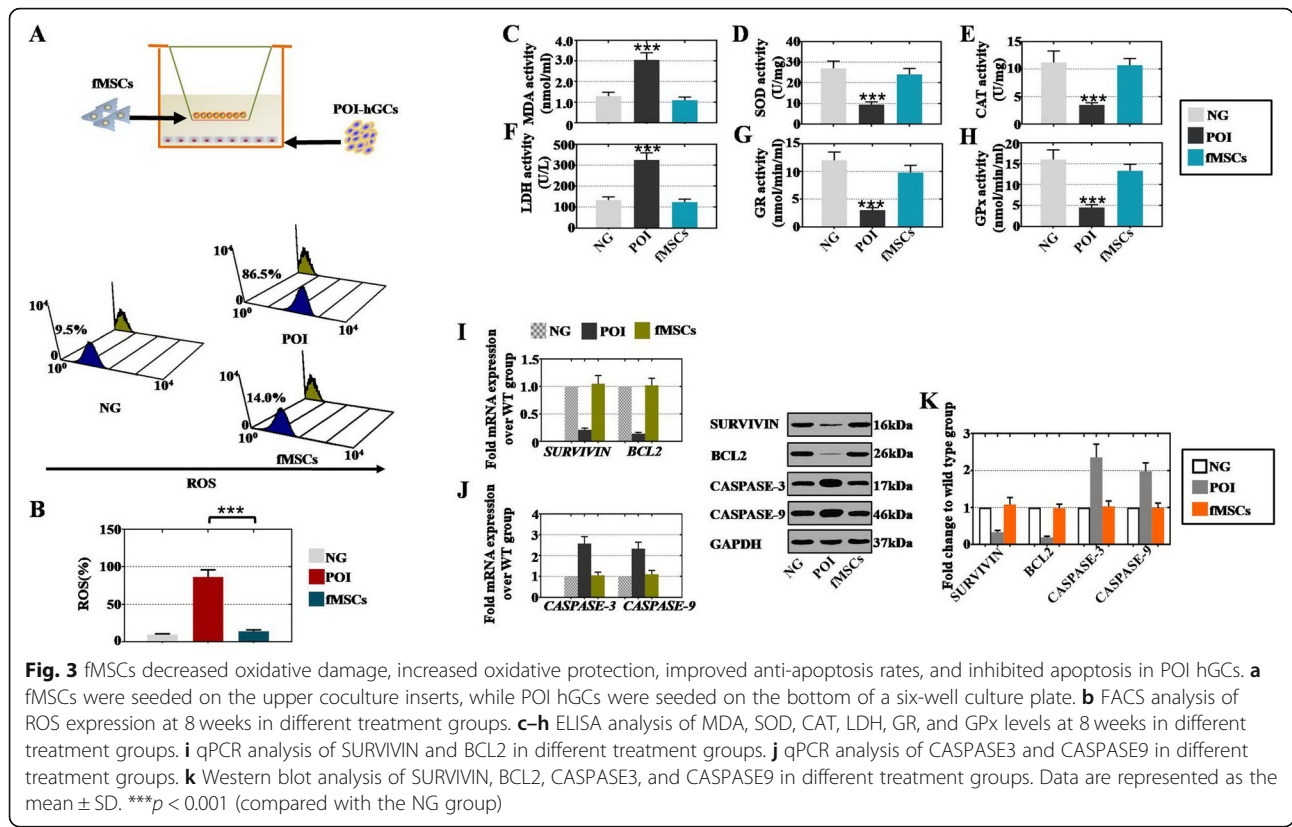 A
fMSCs
POI-hGCs
10⁴
86.5%
0
10⁰
10⁴
POI
10⁴
9.5%
0
10⁰
10⁴
NG
10⁴
14.0%
0
10⁰
10⁴
fMSCs
ROS
B
ROS(%)
150
100
50
0
***
NG
POI
fMSCs
C
MDA activity
(nmol/ml)
4.0
3.0
2.0
1.0
0
***
D
SOD activity
(U/mg)
40
30
20
10
0
***
E
CAT activity
(U/mg)
15
10
5
0
***
F
LDH activity
(U/L)
500
300
200
100
0
***
NG
POI
fMSCs
G
GR activity
(nmol/min/ml)
15
10
5
0
***
NG
POI
fMSCs
H
GPx activity
(nmol/min/ml)
20
15
10
5
0
***
NG
POI
fMSCs
NG
POI
fMSCs
I
NG POI fMSCs
Fold mRNA expression
over WT group
1.5
1.0
0.5
0
SURVIVIN BCL2
J
Fold mRNA expression
over WT group
4
3
2
1
0
CASPASE-3 CASPASE-9
SURVIVIN 16kDa
BCL2 26kDa
CASPASE-3 17kDa
CASPASE-9 46kDa
GAPDH 37kDa
NG POI fMSCs
K
Fold change to wild type group
3
2
1
0
SURVIVIN
BCL2
CASPASE-3
CASPASE-9
NG
POI
fMSCs
Fig. 3 fMSCs decreased oxidative damage, increased oxidative protection, improved anti-apoptosis rates, and inhibited apoptosis in POI hGCs. a
fMSCs were seeded on the upper coculture inserts, while POI hGCs were seeded on the bottom of a six-well culture plate. b FACS analysis of
ROS expression at 8 weeks in different treatment groups. c–h ELISA analysis of MDA, SOD, CAT, LDH, GR, and GPx levels at 8 weeks in different
treatment groups. i qPCR analysis of SURVIVIN and BCL2 in different treatment groups. j qPCR analysis of CASPASE3 and CASPASE9 in different
treatment groups. k Western blot analysis of SURVIVIN, BCL2, CASPASE3, and CASPASE9 in different treatment groups. Data are represented as the
mean ± SD. ***p < 0.001 (compared with the NG group)